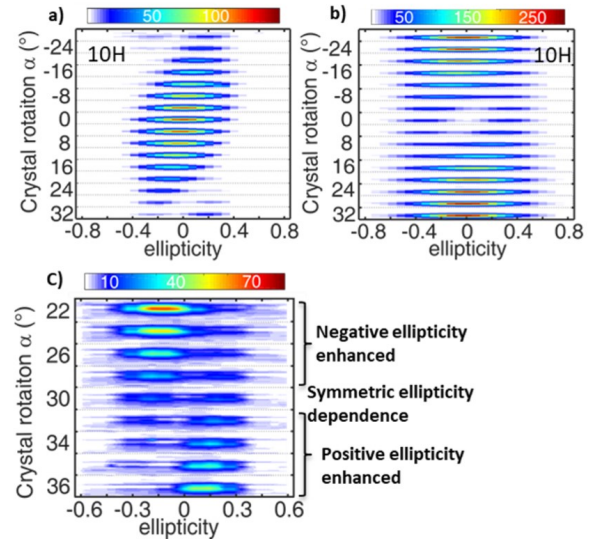 a)
50 100
10H
Crystal rotaiton α (°)
-24
-16
-8
0
8
16
24
32
-0.8 -0.4 0 0.4 0.8
ellipticity
b)
50 150 250
10H
Crystal rotaiton α (°)
-24
-16
-8
0
8
16
24
32
-0.8 -0.4 0 0.4 0.8
ellipticity
C)
10 40 70
Crystal rotaiton α (°)
22
26
30
34
36
-0.6 -0.3 0 0.3 0.6
ellipticity
Negative ellipticity
enhanced
Symmetric ellipticity
dependence
Positive ellipticity
enhanced